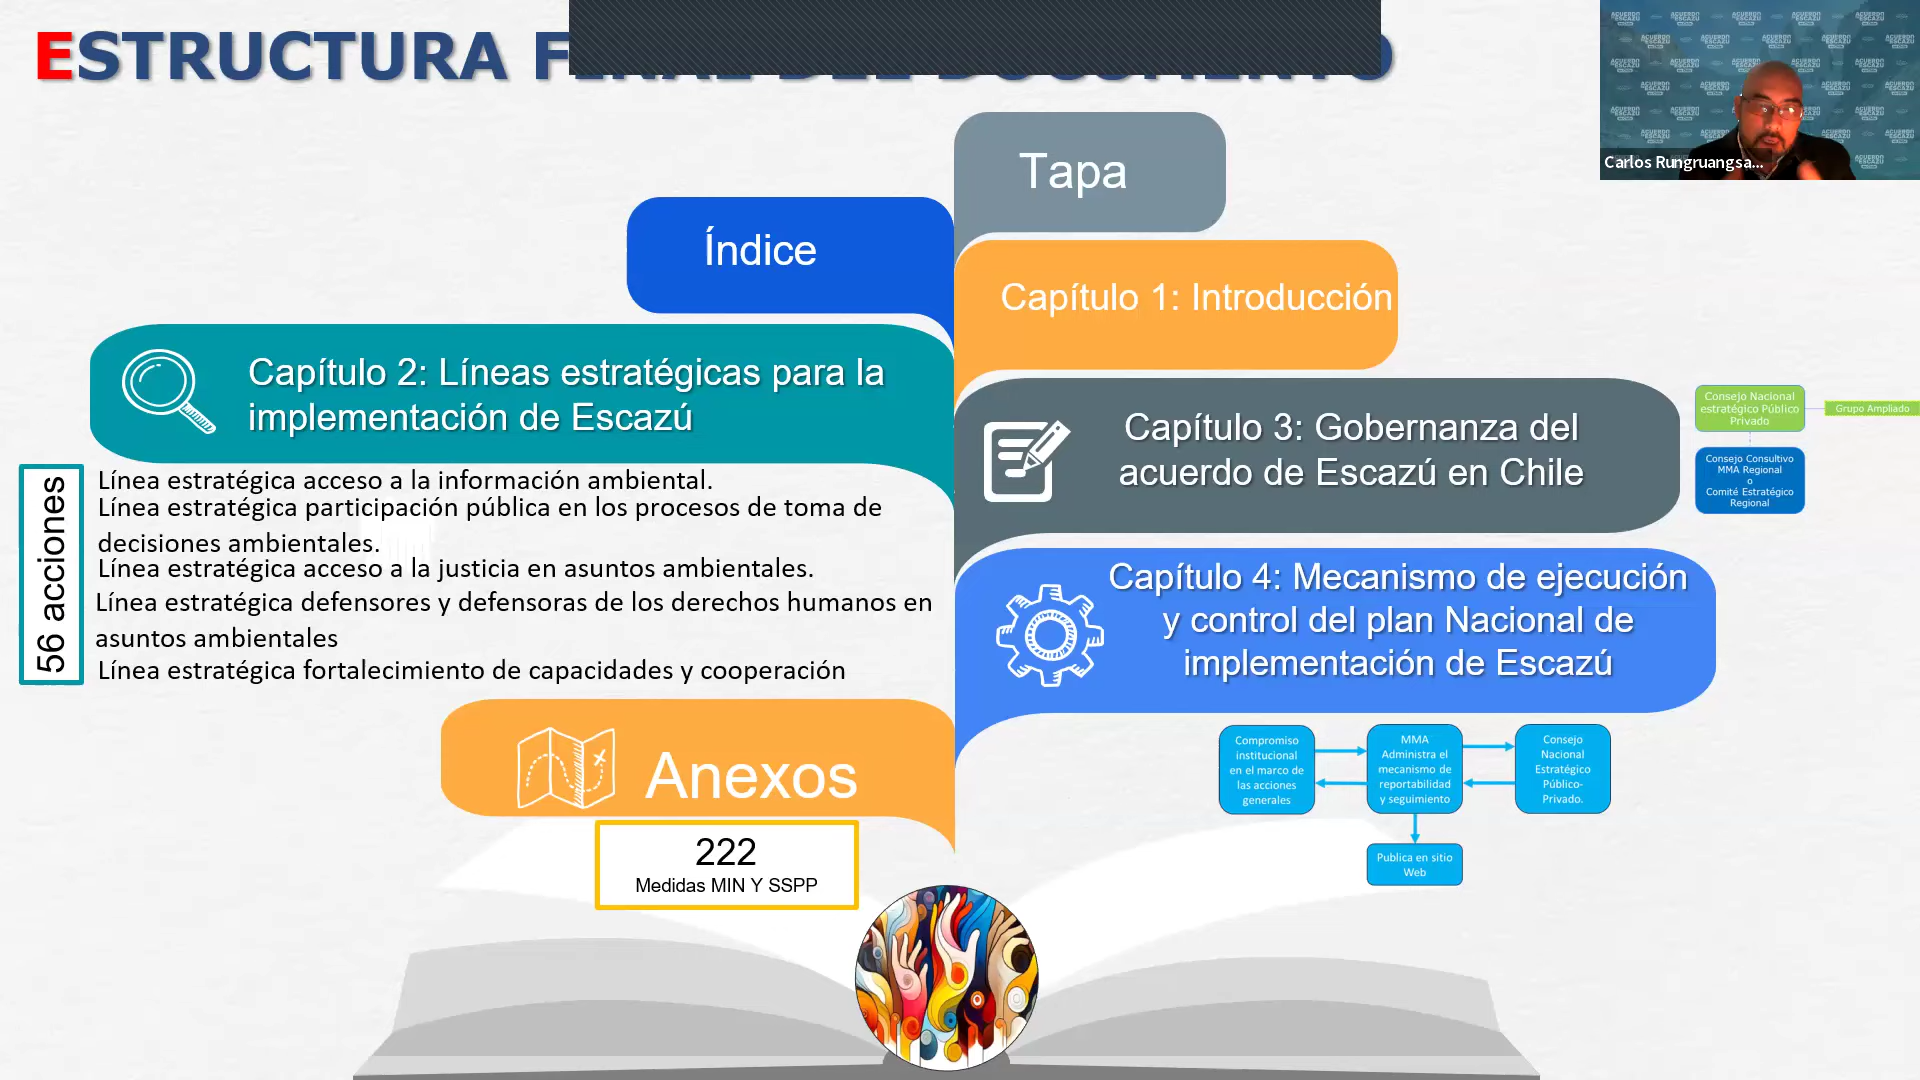 ESTRUCTURA FINAL DEL DOCUMENTO
Carlos Rungruangsa...
Tapa
Índice
Capítulo 1: Introducción
Capítulo 2: Líneas estratégicas para la
implementación de Escazú
56 acciones
Línea estratégica acceso a la información ambiental.
Línea estratégica participación pública en los procesos de toma de
decisiones ambientales.
Línea estratégica acceso a la justicia en asuntos ambientales.
Línea estratégica defensores y defensoras de los derechos humanos en
asuntos ambientales
Línea estratégica fortalecimiento de capacidades y cooperación
Capítulo 3: Gobernanza del
acuerdo de Escazú en Chile
Consejo Nacional
estratégico Público
Privado
Grupo Ampliado
Consejo Consultivo
MMA Regional
o
Comité Estratégico
Regional
Capítulo 4: Mecanismo de ejecución
y control del plan Nacional de
implementación de Escazú
Compromiso
institucional
en el marco de
las acciones
generales
MMA
Administra el
mecanismo de
reportabilidad
y seguimiento
Consejo
Nacional
Estratégico
Público-
Privado.
Publica en sitio
Web
Anexos
222
Medidas MIN Y SSPP